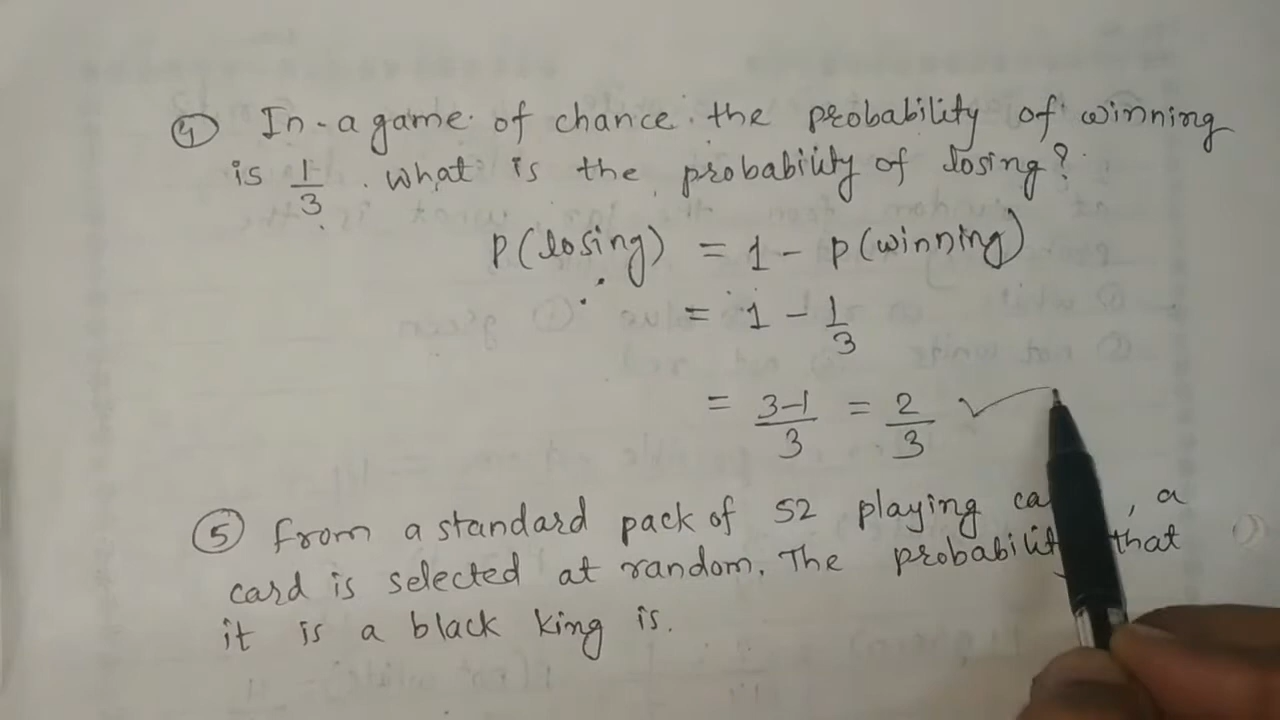 ④ In a game of chance the probability of winning
is 1/3. what is the probability of losing?
P(losing) = 1 - P(winning)
= 1 - 1/3
= 3-1/3 = 2/3 ✓
⑤ from a standard pack of 52 playing , a
card is selected at random. The probability that
it is a black king is.